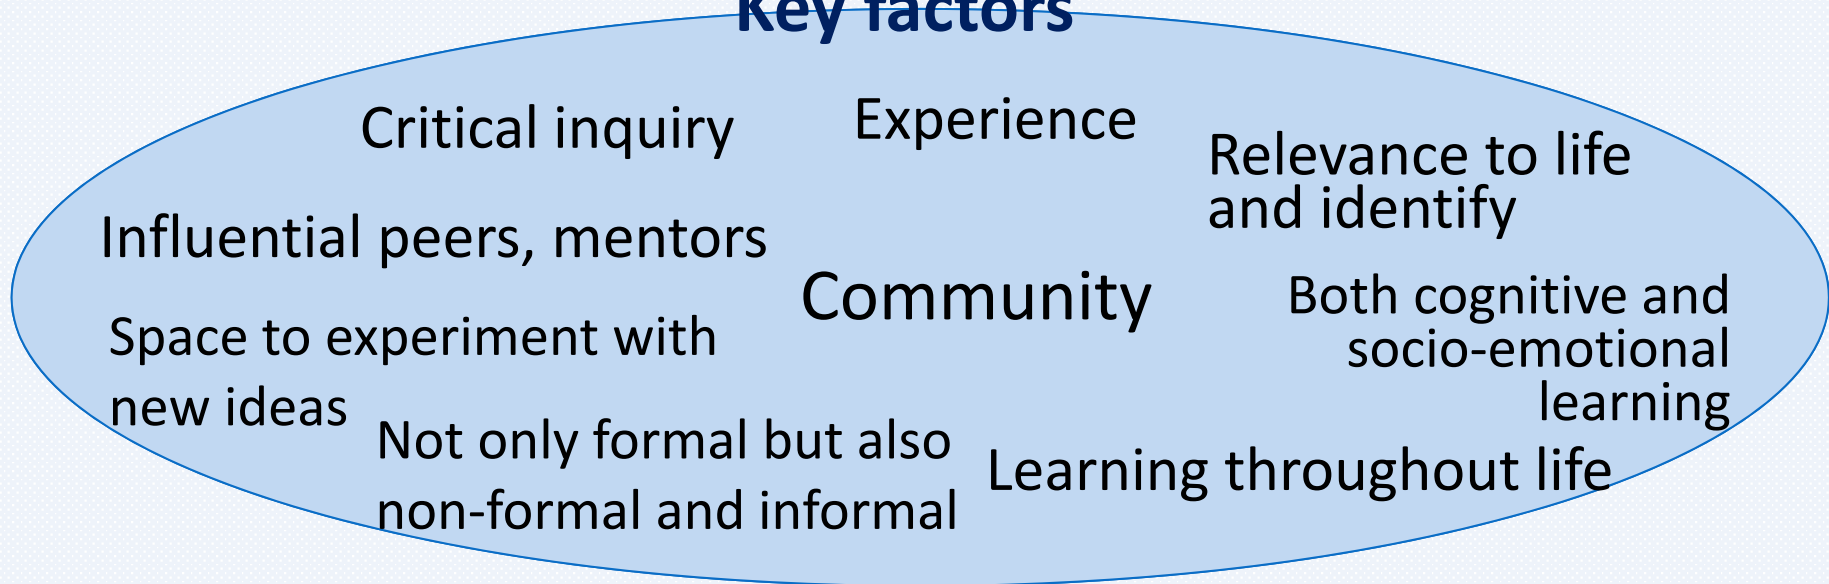 Key factors
Critical inquiry
Experience
Relevance to life
and identify
Influential peers, mentors
Community
Both cognitive and
socio-emotional
learning
Space to experiment with
new ideas
Not only formal but also
non-formal and informal
Learning throughout life